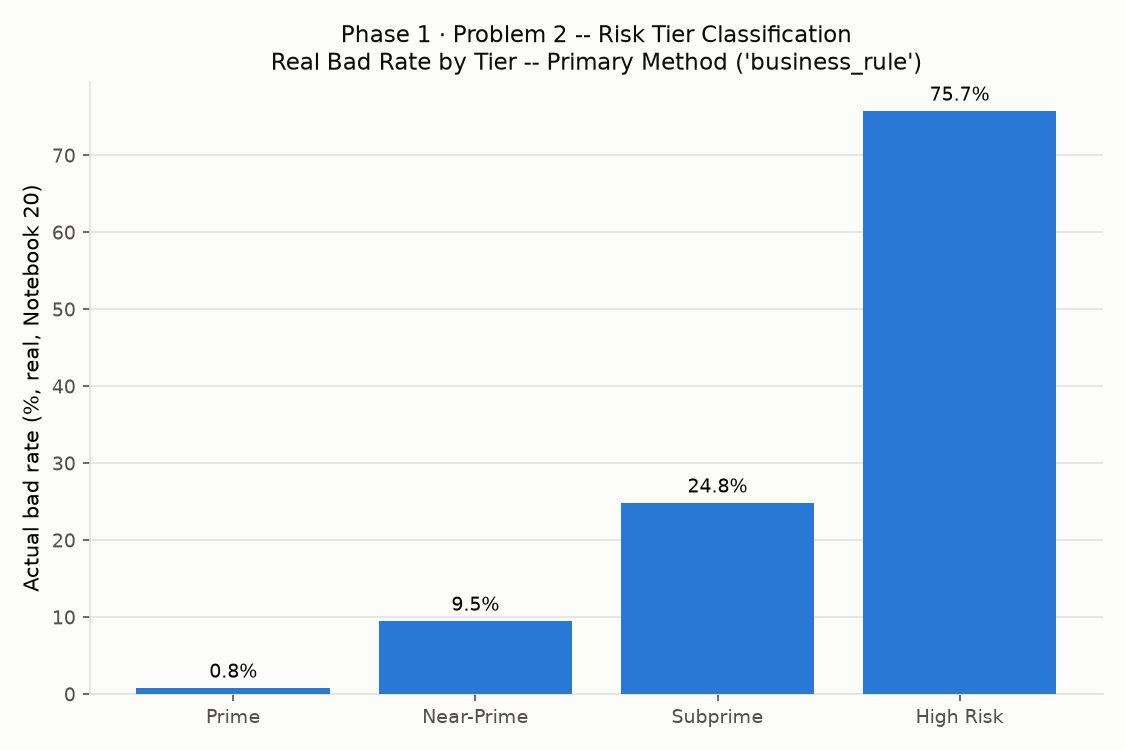 Phase 1 · Problem 2 -- Risk Tier Classification
Real Bad Rate by Tier -- Primary Method ('business_rule')
Actual bad rate (%, real, Notebook 20)
70
60
50
40
30
20
10
0
0.8%
9.5%
24.8%
75.7%
Prime
Near-Prime
Subprime
High Risk